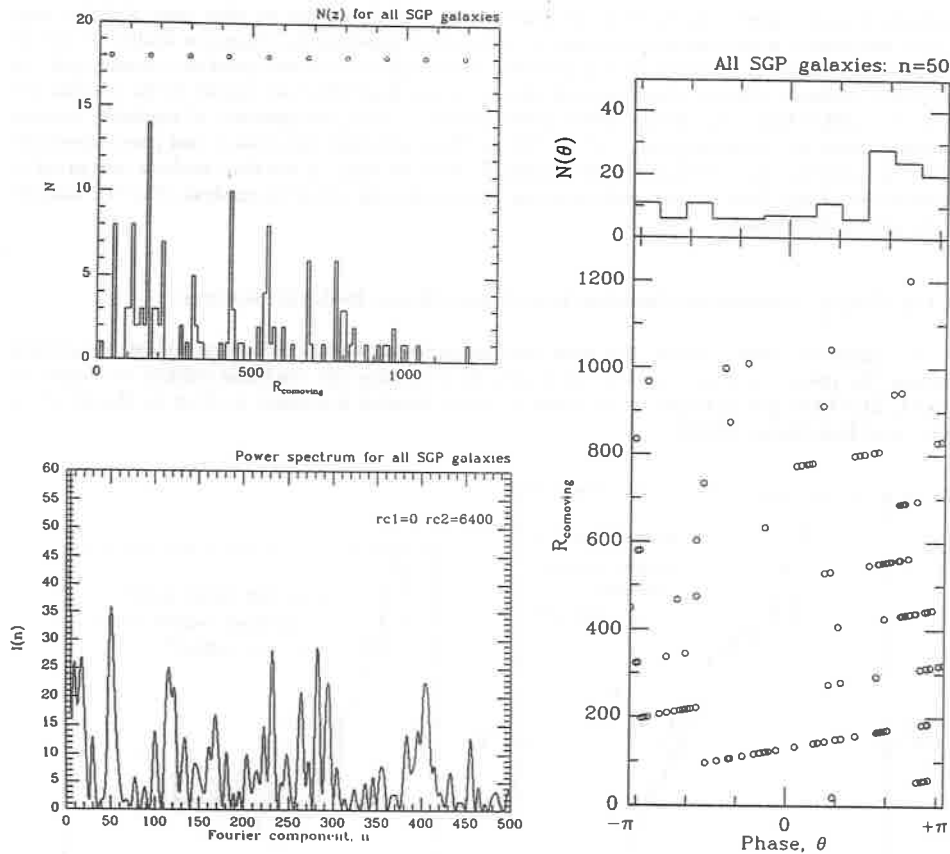 N(z) for all SGP galaxies
20
15
10
5
0
N
0
500
1000
R_comoving
Power spectrum for all SGP galaxies
rc1=0 rc2=6400
60
55
50
45
40
35
30
25
20
15
10
5
0
I(n)
0 50 100 150 200 250 300 350 400 450 500
Fourier component, n
All SGP galaxies: n=50
40
20
0
N(θ)
1200
1000
800
600
400
200
0
R_comoving
−π 0 +π
Phase, θ